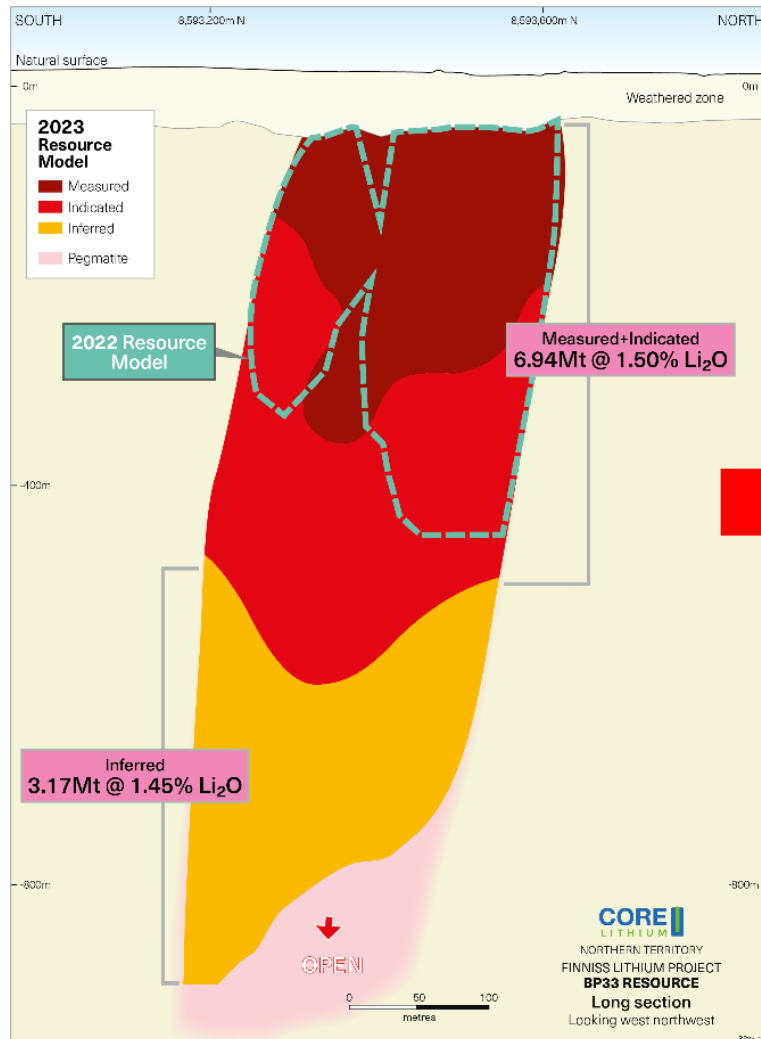 SOUTH
8,593,200m N
8,593,600m N
NORTH
Natural surface
0m
0m
Weathered zone
2023
Resource
Model
Measured
Indicated
Inferred
Pegmatite
2022 Resource
Model
Measured+Indicated
6.94Mt @ 1.50% Li₂O
-400m
Inferred
3.17Mt @ 1.45% Li₂O
-800m
-800m
OPEN
0 50 100
metres
CORE
LITHIUM
NORTHERN TERRITORY
FINNISS LITHIUM PROJECT
BP33 RESOURCE
Long section
Looking west northwest